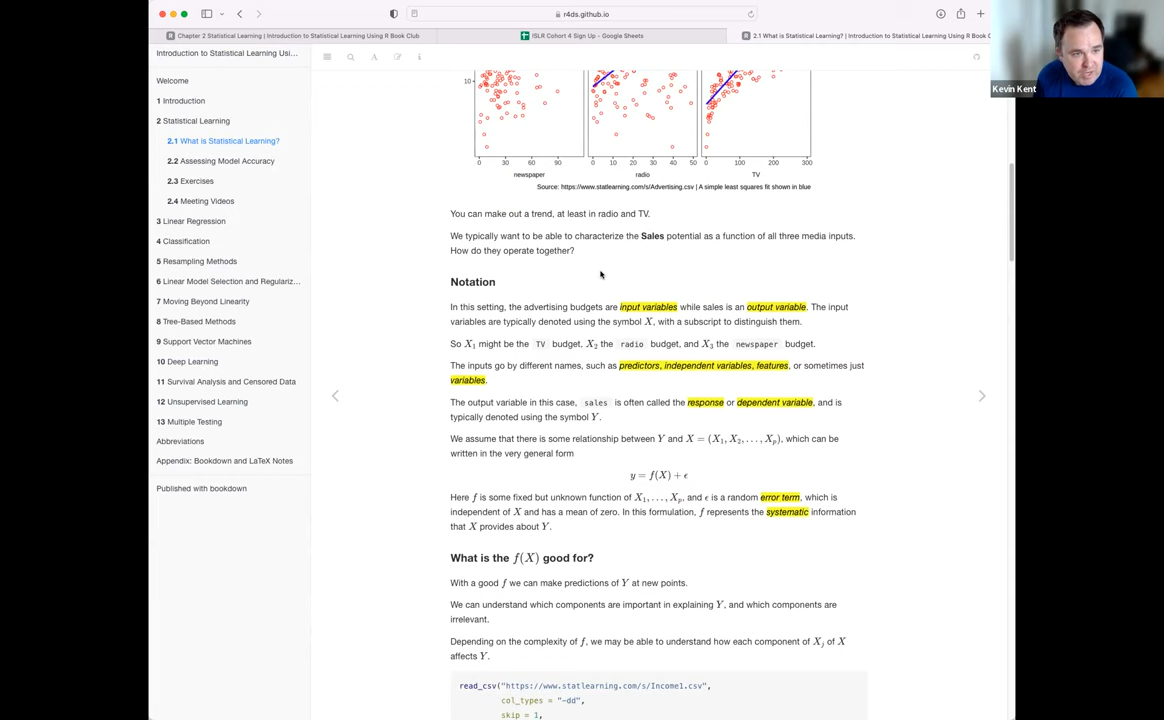 r4ds.github.io
Chapter 2 Statistical Learning | Introduction to Statistical Learning Using R Book Club
ISLR Cohort 4 Sign Up - Google Sheets
2.1 What is Statistical Learning? | Introduction to Statistical Learning Using R Book C
Kevin Kent
Introduction to Statistical Learning Usi...
Welcome
1 Introduction
2 Statistical Learning
2.1 What is Statistical Learning?
2.2 Assessing Model Accuracy
2.3 Exercises
2.4 Meeting Videos
3 Linear Regression
4 Classification
5 Resampling Methods
6 Linear Model Selection and Regulariz...
7 Moving Beyond Linearity
8 Tree-Based Methods
9 Support Vector Machines
10 Deep Learning
11 Survival Analysis and Censored Data
12 Unsupervised Learning
13 Multiple Testing
Abbreviations
Appendix: Bookdown and LaTeX Notes
Published with bookdown
10
0 30 60 90 0 10 20 30 40 50 0 100 200 300
newspaper radio TV
Source: https://www.statlearning.com/s/Advertising.csv | A simple least squares fit shown in blue
You can make out a trend, at least in radio and TV.
We typically want to be able to characterize the Sales potential as a function of all three media inputs.
How do they operate together?
Notation
In this setting, the advertising budgets are input variables while sales is an output variable. The input
variables are typically denoted using the symbol X, with a subscript to distinguish them.
So X₁ might be the TV budget, X₂ the radio budget, and X₃ the newspaper budget.
The inputs go by different names, such as predictors, independent variables, features, or sometimes just
variables.
The output variable in this case, sales is often called the response or dependent variable, and is
typically denoted using the symbol Y.
We assume that there is some relationship between Y and X = (X₁, X₂, . . . , Xₚ), which can be
written in the very general form
y = f(X) + ϵ
Here f is some fixed but unknown function of X₁, . . . , Xₚ, and ϵ is a random error term, which is
independent of X and has a mean of zero. In this formulation, f represents the systematic information
that X provides about Y.
What is the f(X) good for?
With a good f we can make predictions of Y at new points.
We can understand which components are important in explaining Y, and which components are
irrelevant.
Depending on the complexity of f, we may be able to understand how each component of Xⱼ of X
affects Y.
read_csv("https://www.statlearning.com/s/Income1.csv",
col_types = "-dd",
skip = 1,